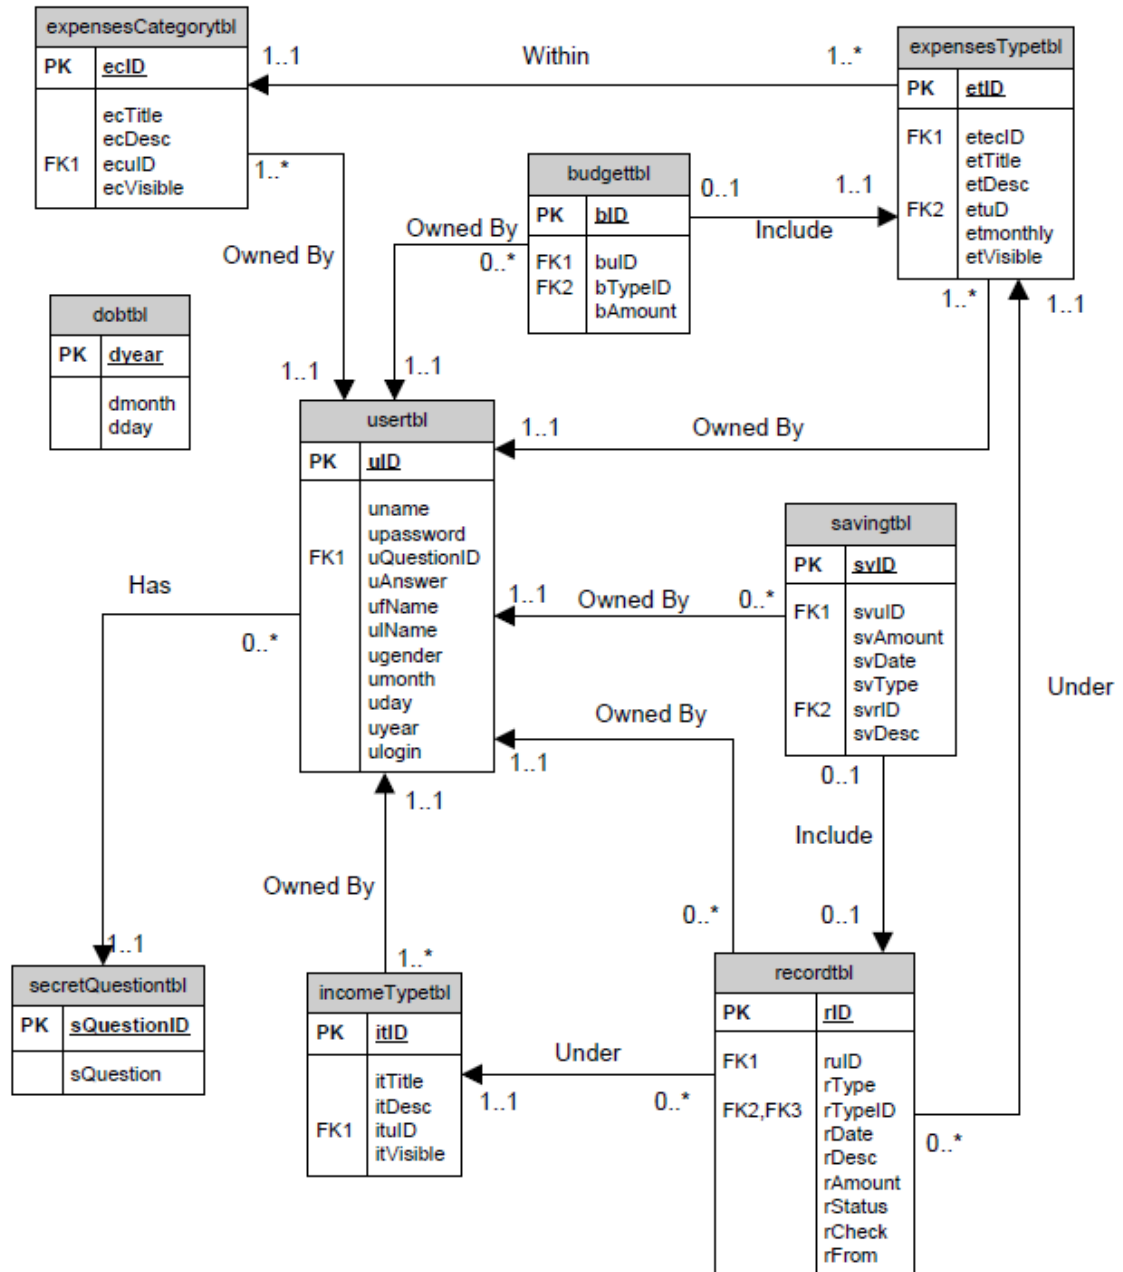 expensesCategorytbl
PK ecID
ecTitle
ecDesc
FK1 ecuID
ecVisible
1..1
Within
1..*
expensesTypetbl
PK etID
FK1 etecID
etTitle
etDesc
FK2 etuD
etmonthly
etVisible
1..*
Owned By
1..1
budgettbl
PK bID
FK1 buID
FK2 bTypeID
bAmount
0..1
1..1
Include
Owned By
0..*
1..1
1..*
1..1
dobtbl
PK dyear
dmonth
dday
usertbl
PK uID
uname
upassword
FK1 uQuestionID
uAnswer
ufName
ulName
ugender
umonth
uday
uyear
ulogin
1..1
Owned By
savingtbl
PK svID
FK1 svuID
svAmount
svDate
svType
FK2 svrID
svDesc
1..1
Owned By
0..*
Has
0..*
1..1
Under
Owned By
1..1
0..*
0..1
Include
0..1
1..1
Owned By
1..*
secretQuestiontbl
PK sQuestionID
sQuestion
incomeTypetbl
PK itID
itTitle
itDesc
FK1 ituID
itVisible
Under
1..1
0..*
recordtbl
PK rID
FK1 ruID
rType
FK2,FK3 rTypeID
rDate
rDesc
rAmount
rStatus
rCheck
rFrom
0..*